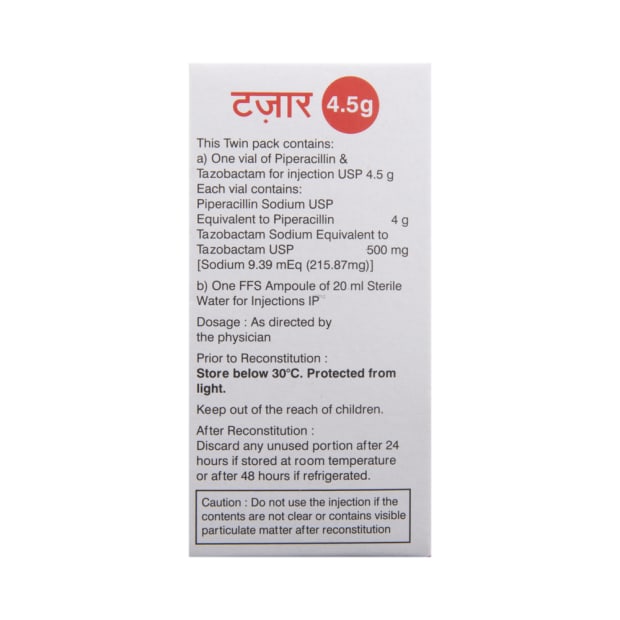 टज़ार 4.5g
This Twin pack contains:
a) One vial of Piperacillin &
Tazobactam for injection USP 4.5 g
Each vial contains:
Piperacillin Sodium USP
Equivalent to Piperacillin 4 g
Tazobactam Sodium Equivalent to
Tazobactam USP 500 mg
[Sodium 9.39 mEq (215.87mg)]
b) One FFS Ampoule of 20 ml Sterile
Water for Injections IP
Dosage : As directed by
the physician
Prior to Reconstitution :
Store below 30°C. Protected from
light.
Keep out of the reach of children.
After Reconstitution :
Discard any unused portion after 24
hours if stored at room temperature
or after 48 hours if refrigerated.
Caution : Do not use the injection if the
contents are not clear or contains visible
particulate matter after reconstitution